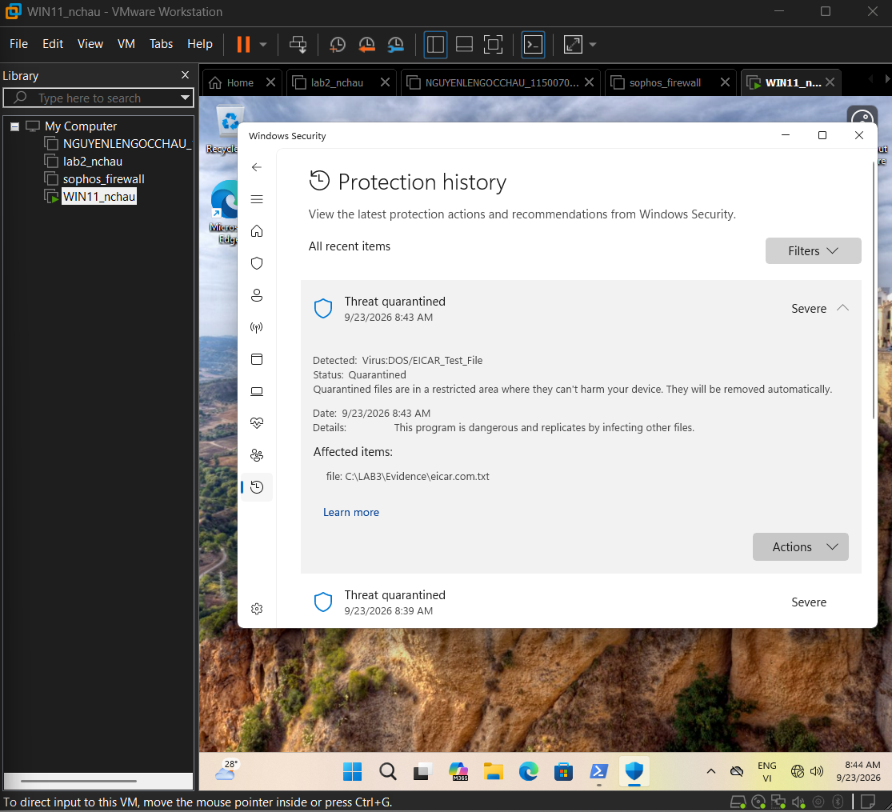 WIN11_nchau - VMware Workstation
File Edit View VM Tabs Help
Library
Type here to search
My Computer
NGUYENLENGOCCHAU_
lab2_nchau
sophos_firewall
WIN11_nchau
Home
lab2_nchau
NGUYENLENGOCCHAU_1150070...
sophos_firewall
WIN11_n...
Recycle
Micros
Edge
Windows Security
Protection history
View the latest protection actions and recommendations from Windows Security.
All recent items
Filters
Threat quarantined
9/23/2026 8:43 AM
Severe
Detected: Virus:DOS/EICAR_Test_File
Status: Quarantined
Quarantined files are in a restricted area where they can't harm your device. They will be removed automatically.
Date: 9/23/2026 8:43 AM
Details: This program is dangerous and replicates by infecting other files.
Affected items:
file: C:\LAB3\Evidence\eicar.com.txt
Learn more
Actions
Threat quarantined
9/23/2026 8:39 AM
Severe
28°
M365
ENG
VI
8:44 AM
9/23/2026
To direct input to this VM, move the mouse pointer inside or press Ctrl+G.